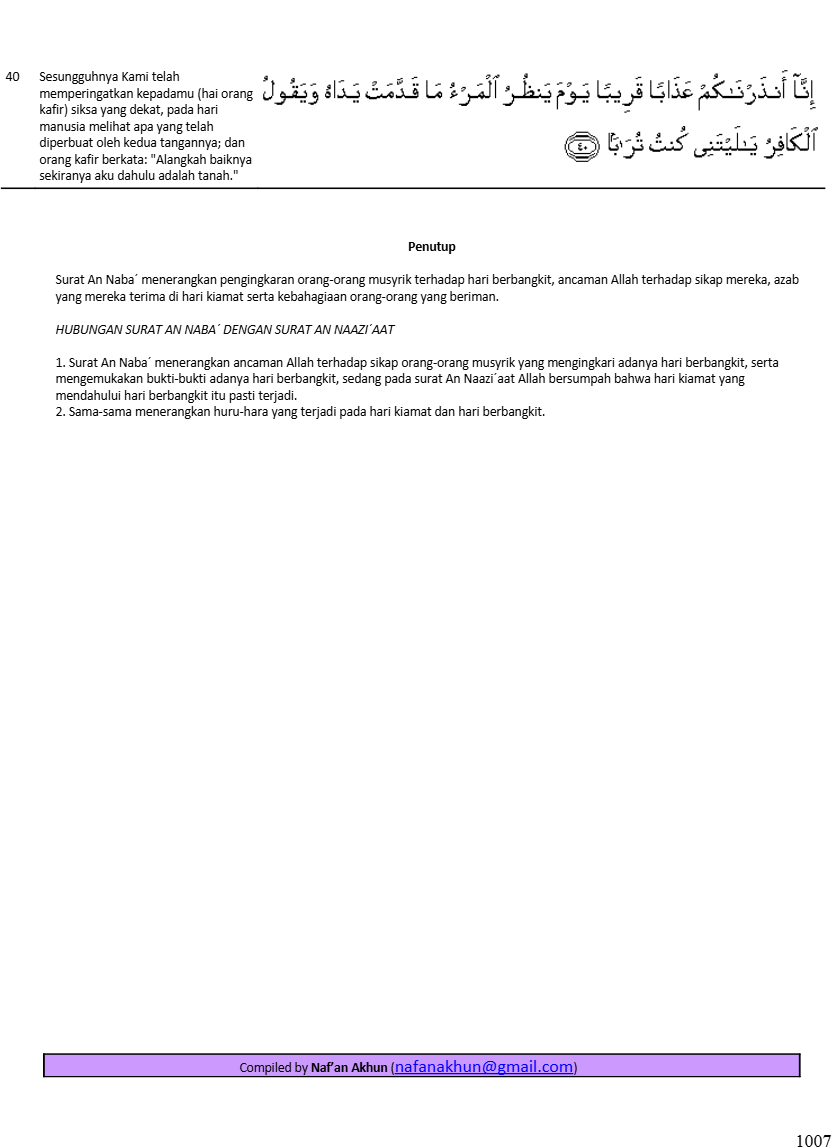 40 Sesungguhnya Kami telah
memperingatkan kepadamu (hai orang
kafir) siksa yang dekat, pada hari
manusia melihat apa yang telah
diperbuat oleh kedua tangannya; dan
orang kafir berkata: "Alangkah baiknya
sekiranya aku dahulu adalah tanah."
إِنَّآ أَنذَرْنَـٰكُمْ عَذَابًا قَرِيبًا يَوْمَ يَنظُرُ ٱلْمَرْءُ مَا قَدَّمَتْ يَدَاهُ وَيَقُولُ
ٱلْكَافِرُ يَـٰلَيْتَنِى كُنتُ تُرَٰبًۢا ﴿٤٠﴾
Penutup
Surat An Naba´ menerangkan pengingkaran orang-orang musyrik terhadap hari berbangkit, ancaman Allah terhadap sikap mereka, azab
yang mereka terima di hari kiamat serta kebahagiaan orang-orang yang beriman.
HUBUNGAN SURAT AN NABA´ DENGAN SURAT AN NAAZI´AAT
1. Surat An Naba´ menerangkan ancaman Allah terhadap sikap orang-orang musyrik yang mengingkari adanya hari berbangkit, serta
mengemukakan bukti-bukti adanya hari berbangkit, sedang pada surat An Naazi´aat Allah bersumpah bahwa hari kiamat yang
mendahului hari berbangkit itu pasti terjadi.
2. Sama-sama menerangkan huru-hara yang terjadi pada hari kiamat dan hari berbangkit.
Compiled by Naf’an Akhun (nafanakhun@gmail.com)
1007